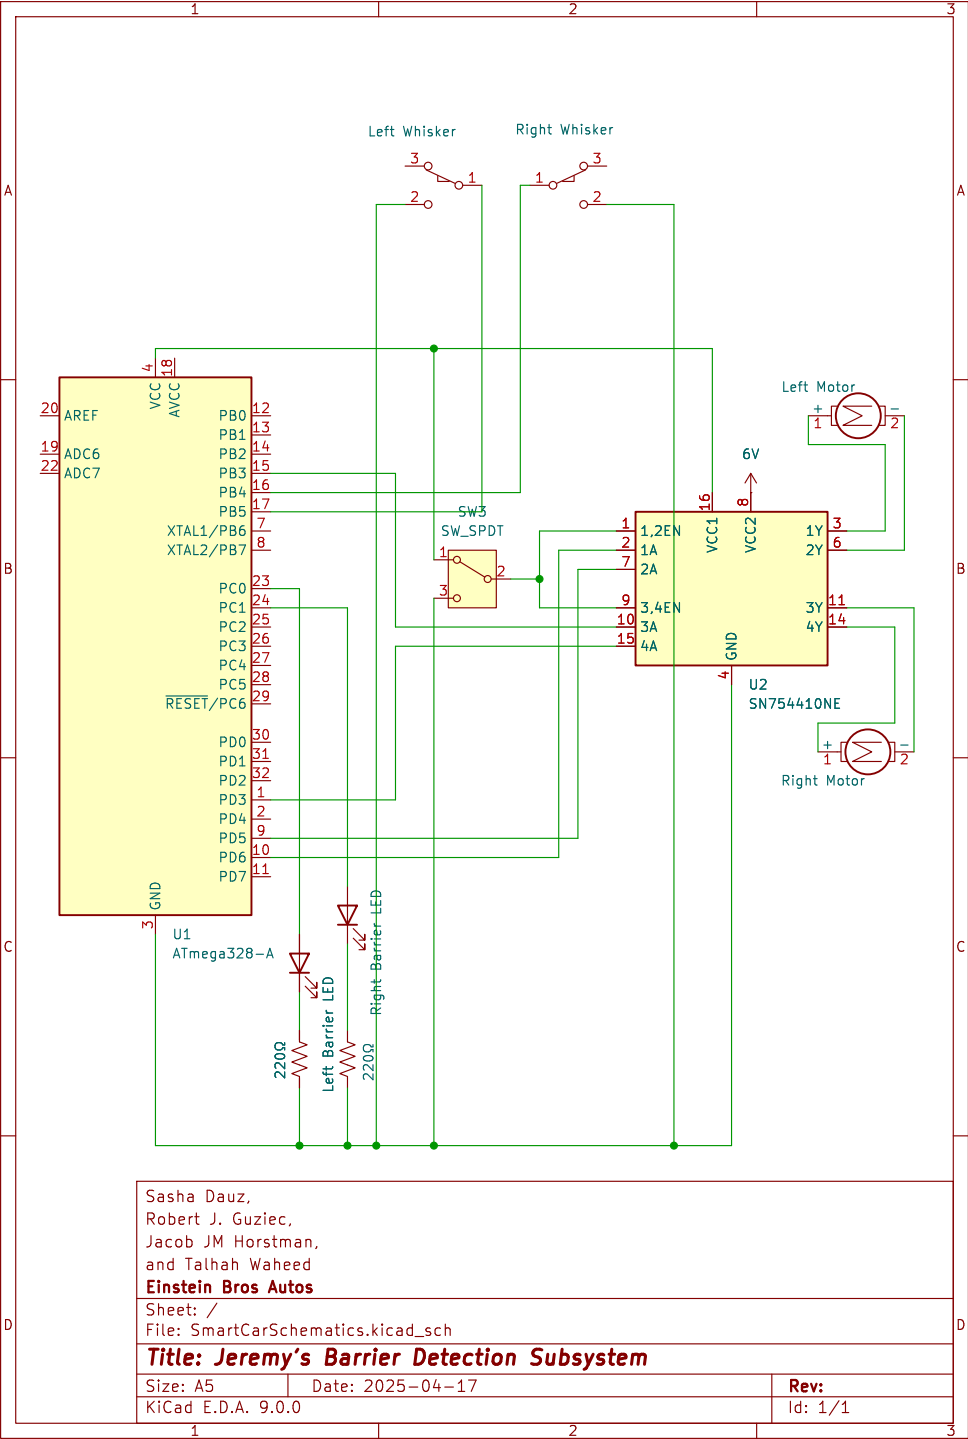 1 2 3
Left Whisker
Right Whisker
3 1 2
1 3 2
A A
4 18
VCC AVCC
20 AREF
19 ADC6
22 ADC7
PB0 12
PB1 13
PB2 14
PB3 15
PB4 16
PB5 17
XTAL1/PB6 7
XTAL2/PB7 8
PC0 23
PC1 24
PC2 25
PC3 26
PC4 27
PC5 28
RESET/PC6 29
PD0 30
PD1 31
PD2 32
PD3 1
PD4 2
PD5 9
PD6 10
PD7 11
GND
3
U1
ATmega328-A
SW3
SW_SPDT
1 2 3
Left Motor
+ -
1 2
6V
16 8
VCC1 VCC2
1 1,2EN
2 1A
7 2A
9 3,4EN
10 3A
15 4A
1Y 3
2Y 6
3Y 11
4Y 14
GND
4
U2
SN754410NE
+ -
1 2
Right Motor
B B
C C
Right Barrier LED
Left Barrier LED
220Ω
220Ω
Sasha Dauz,
Robert J. Guziec,
Jacob JM Horstman,
and Talhah Waheed
Einstein Bros Autos
Sheet: /
File: SmartCarSchematics.kicad_sch
D D
Title: Jeremy's Barrier Detection Subsystem
Size: A5 Date: 2025-04-17 Rev:
KiCad E.D.A. 9.0.0 Id: 1/1
1 2 3